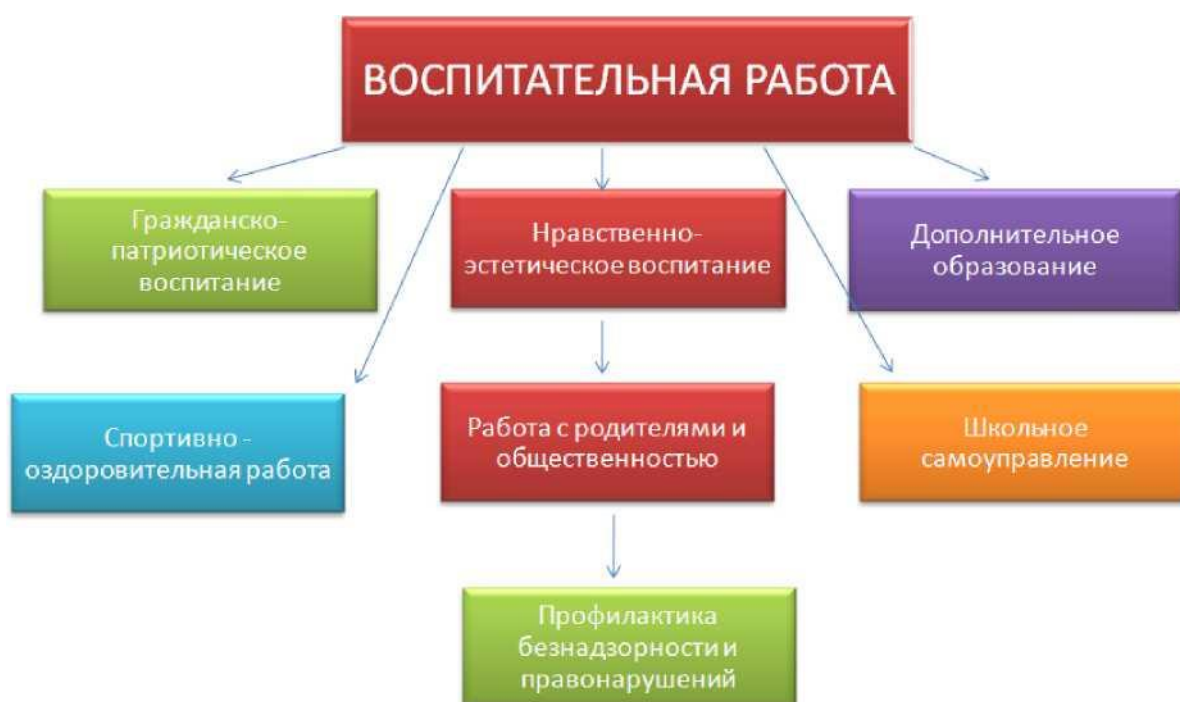 ВОСПИТАТЕЛЬНАЯ РАБОТА
Гражданско-
патриотическое
воспитание
Нравственно-
эстетическое воспитание
Дополнительное
образование
Спортивно -
оздоровительная работа
Работа с родителями и
общественностью
Школьное
самоуправление
Профилактика
безнадзорности и
правонарушений